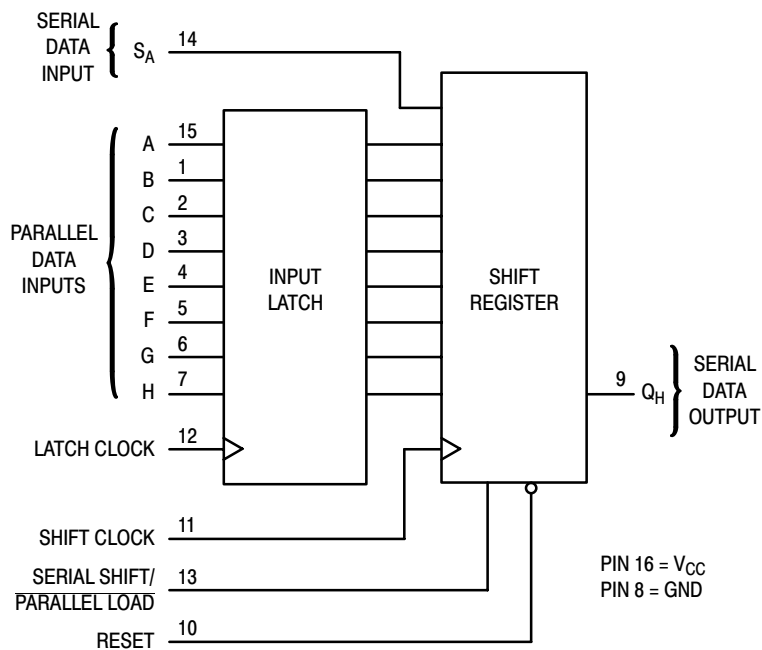 SERIAL
DATA
INPUT
SA
14
A
15
B
1
C
2
D
3
E
4
F
5
G
6
H
7
PARALLEL
DATA
INPUTS
INPUT
LATCH
SHIFT
REGISTER
9
QH
SERIAL
DATA
OUTPUT
LATCH CLOCK
12
SHIFT CLOCK
11
SERIAL SHIFT/
PARALLEL LOAD
13
RESET
10
PIN 16 = VCC
PIN 8 = GND